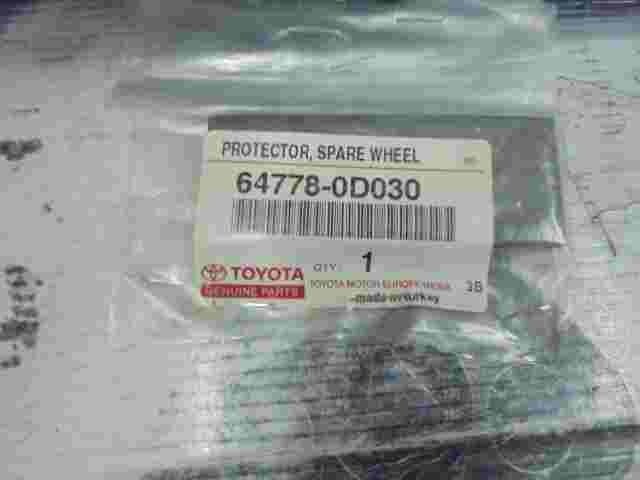 PROTECTOR, SPARE WHEEL
64778-0D030
TOYOTA
GENUINE PARTS
QTY: 1
TOYOTA MOTOR EUROPE
-made in turkey
3B